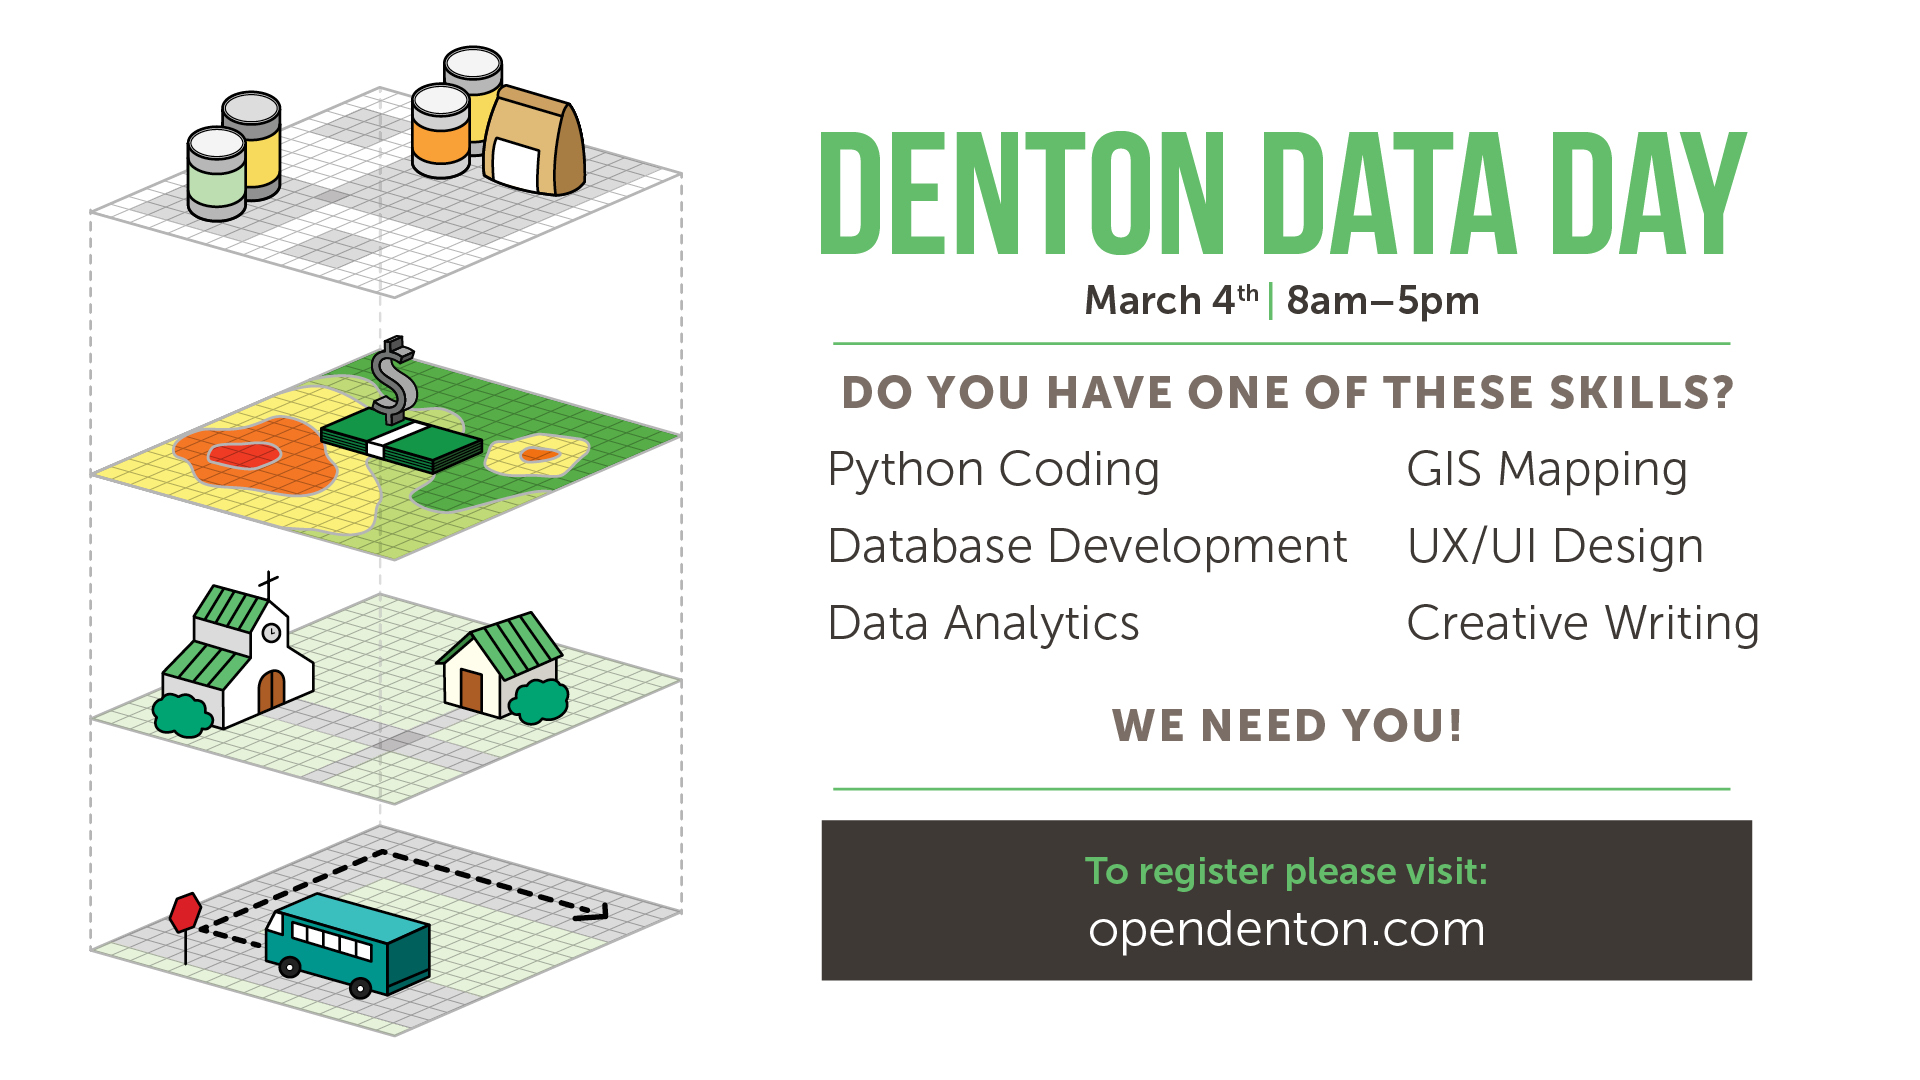 DENTON DATA DAY
March 4th | 8am–5pm
DO YOU HAVE ONE OF THESE SKILLS?
Python Coding
Database Development
Data Analytics
GIS Mapping
UX/UI Design
Creative Writing
WE NEED YOU!
To register please visit:
opendenton.com